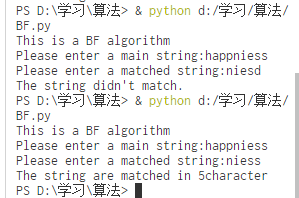 PS D:\学习\算法> & python d:/学习/算法/
BF.py
This is a BF algorithm
Please enter a main string:happniess
Please enter a matched string:niesd
The string didn't match.
PS D:\学习\算法> & python d:/学习/算法/
BF.py
This is a BF algorithm
Please enter a main string:happniess
Please enter a matched string:niess
The string are matched in 5character
PS D:\学习\算法>